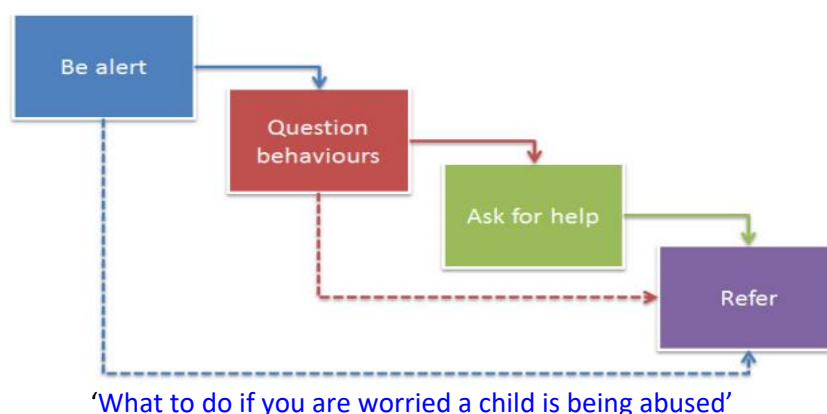 Be alert
Question
behaviours
Ask for help
Refer
‘What to do if you are worried a child is being abused’